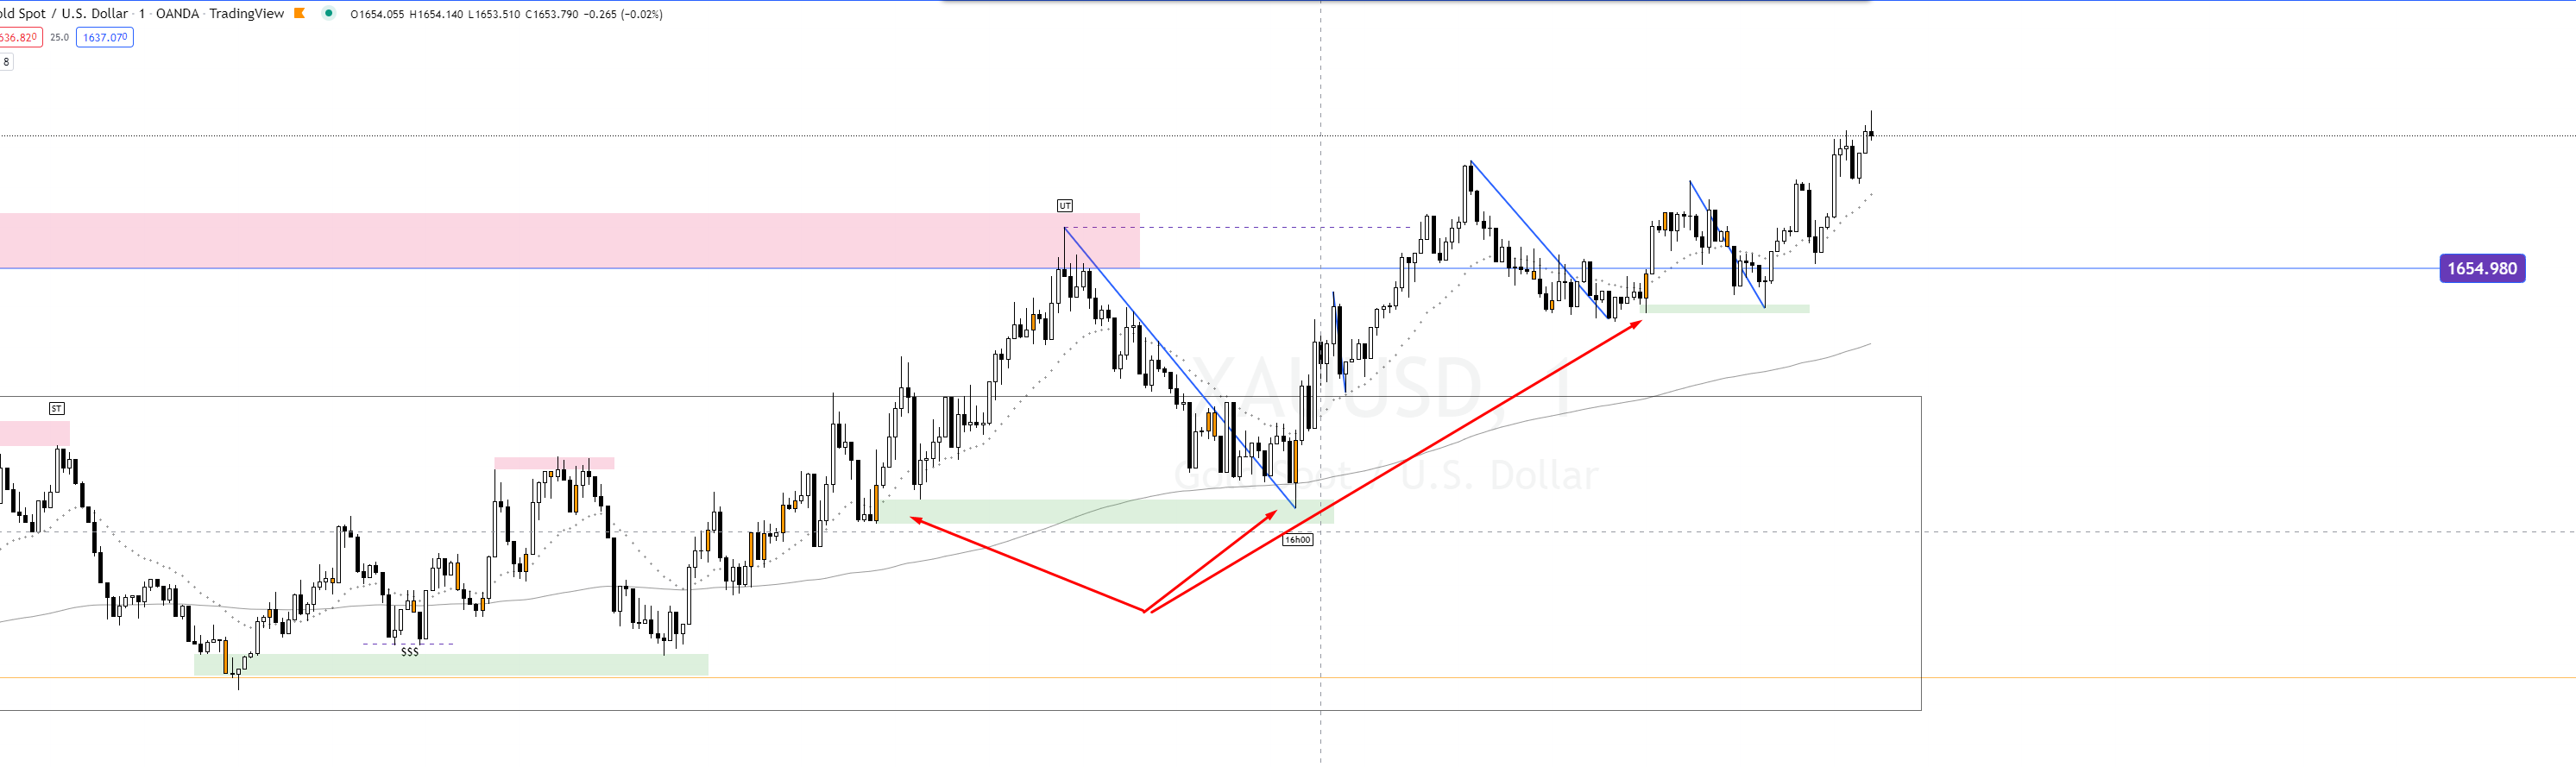 old Spot / U.S. Dollar · 1 · OANDA · TradingView O1654.055 H1654.140 L1653.510 C1653.790 −0.265 (−0.02%)
636.820 25.0 1637.070
8
UT
1654.980
XAUUSD, 1
ST
Gold Spot / U.S. Dollar
16h00
$$$